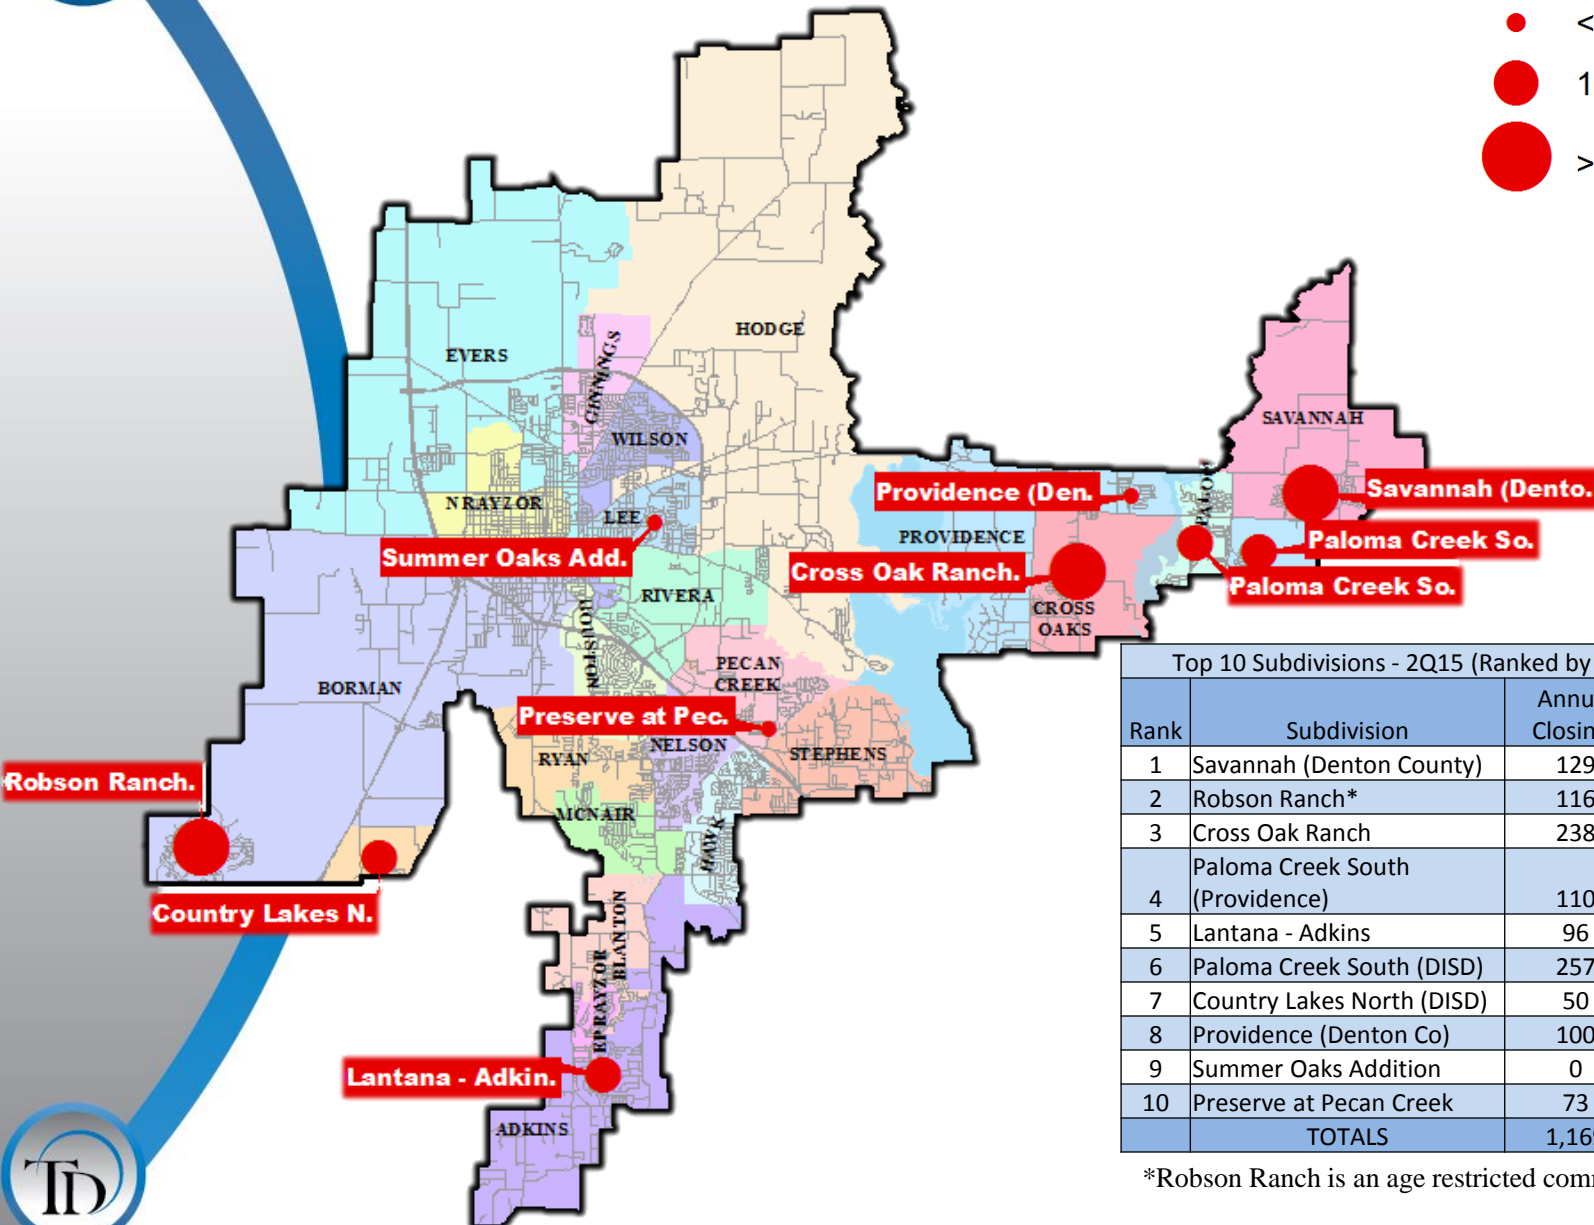 <
1
>
HODGE
EVERS
GINNINGS
WILSON
SAVANNAH
N RAYZOR
LEE
Providence (Den.
PALOM
Savannah (Dento.
PROVIDENCE
Summer Oaks Add.
Cross Oak Ranch.
Paloma Creek So.
Paloma Creek So.
RIVERA
HOUSTON
CROSS
OAKS
BORMAN
PECAN
CREEK
Preserve at Pec.
NELSON
RYAN
STEPHENS
Robson Ranch.
MCNAIR
HAWK
Country Lakes N.
BLANTON
EP RAYZOR
Lantana - Adkin.
ADKINS
Top 10 Subdivisions - 2Q15 (Ranked by
Rank Subdivision Annu Closin
1 Savannah (Denton County) 129
2 Robson Ranch* 116
3 Cross Oak Ranch 238
4 Paloma Creek South (Providence) 110
5 Lantana - Adkins 96
6 Paloma Creek South (DISD) 257
7 Country Lakes North (DISD) 50
8 Providence (Denton Co) 100
9 Summer Oaks Addition 0
10 Preserve at Pecan Creek 73
TOTALS 1,169
*Robson Ranch is an age restricted comm
TD